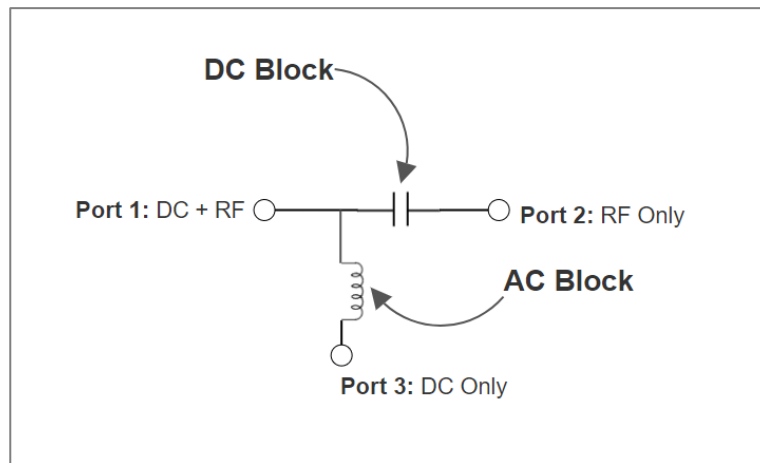 DC Block
Port 1: DC + RF
Port 2: RF Only
AC Block
Port 3: DC Only